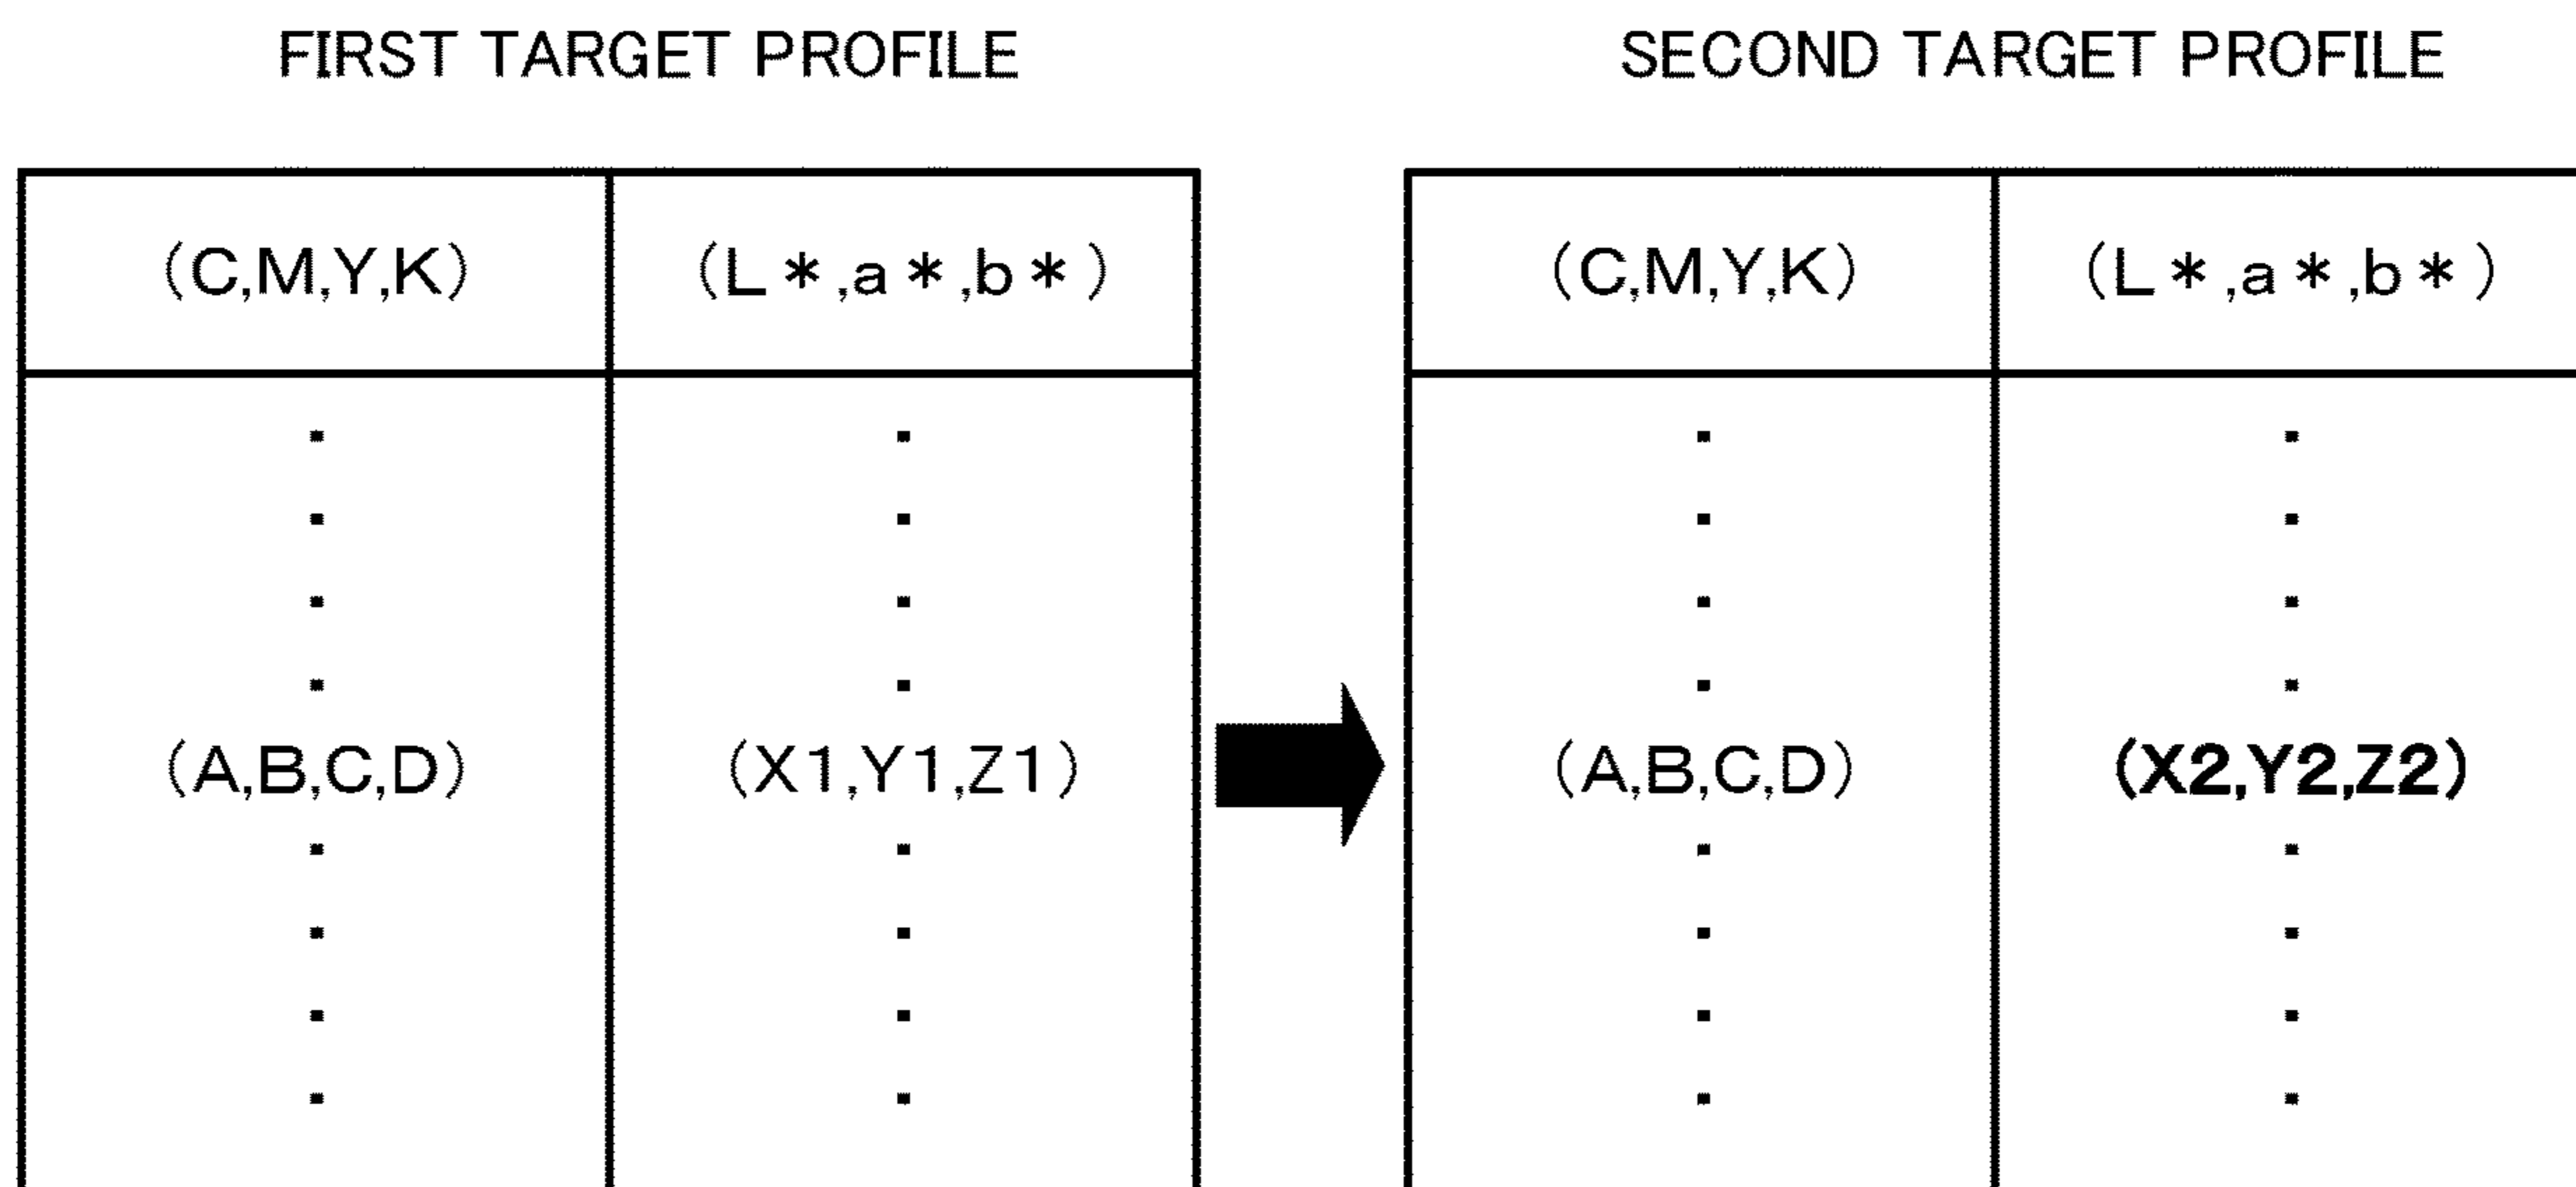 FIRST TARGET PROFILE
(C,M,Y,K) (L*,a*,b*)
(A,B,C,D) (X1,Y1,Z1)
SECOND TARGET PROFILE
(C,M,Y,K) (L*,a*,b*)
(A,B,C,D) (X2,Y2,Z2)